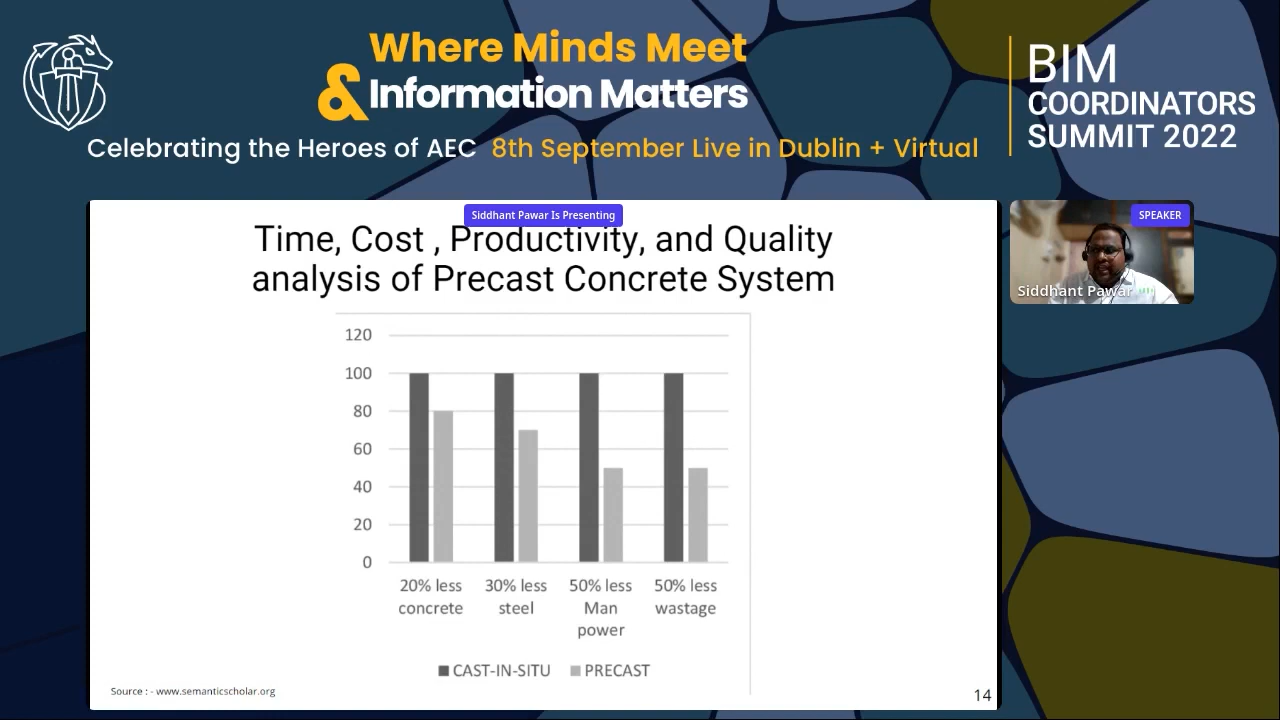 Where Minds Meet
& Information Matters
Celebrating the Heroes of AEC 8th September Live in Dublin + Virtual
BIM
COORDINATORS
SUMMIT 2022
Siddhant Pawar Is Presenting
SPEAKER
Siddhant Pawar
Time, Cost , Productivity, and Quality
analysis of Precast Concrete System
120
100
80
60
40
20
0
20% less
concrete
30% less
steel
50% less
Man
power
50% less
wastage
CAST-IN-SITU PRECAST
Source : - www.semanticscholar.org
14